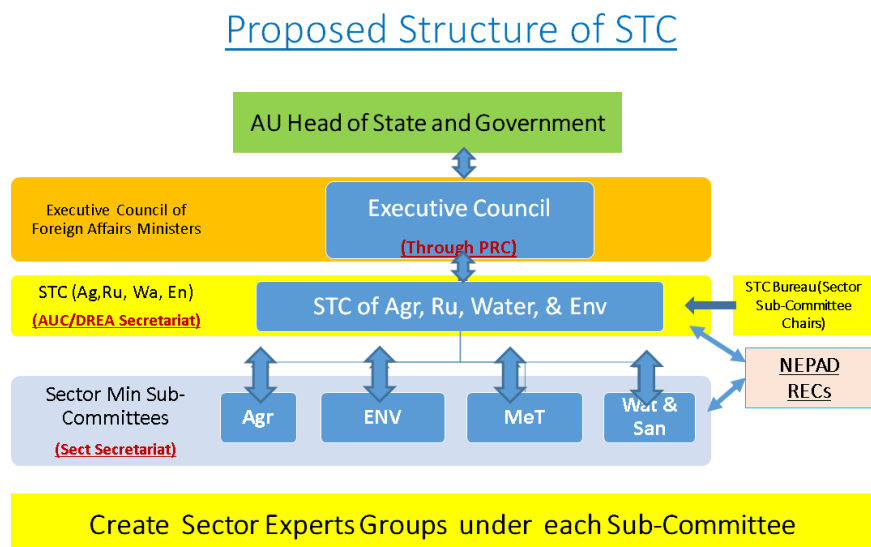 Proposed Structure of STC
AU Head of State and Government
Executive Council of
Foreign Affairs Ministers
Executive Council
(Through PRC)
STC (Ag,Ru, Wa, En)
(AUC/DREA Secretariat)
STC of Agr, Ru, Water, & Env
STC Bureau(Sector
Sub-Committee
Chairs)
NEPAD
RECs
Sector Min Sub-
Committees
(Sect Secretariat)
Agr
ENV
MeT
Wat &
San
Create Sector Experts Groups under each Sub-Committee